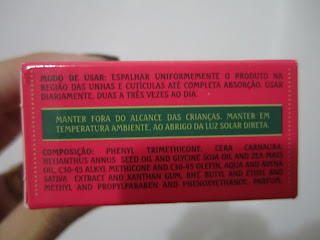 MODO DE USAR: ESPALHAR UNIFORMEMENTE O PRODUTO NA
REGIÃO DAS UNHAS E CUTÍCULAS ATÉ COMPLETA ABSORÇÃO. USAR
DIARIAMENTE, DUAS A TRÊS VEZES AO DIA.
MANTER FORA DO ALCANCE DAS CRIANÇAS. MANTER EM
TEMPERATURA AMBIENTE, AO ABRIGO DA LUZ SOLAR DIRETA.
COMPOSIÇÃO: PHENYL TRIMETHICONE, CERA CARNAUBA,
HELIANTHUS ANNUS SEED OIL AND GLYCINE SOJA OIL AND ZEA MAIS
OIL, C30-45 ALKYL METHICONE AND C30-45 OLEFIN, AQUA AND AVENA
SATIVA EXTRACT AND XANTHAN GUM, BHT, BUTYL AND ETHYL AND
METHYL AND PROPYLPARABEN AND PHENOXYETHANOL, PARFUM.